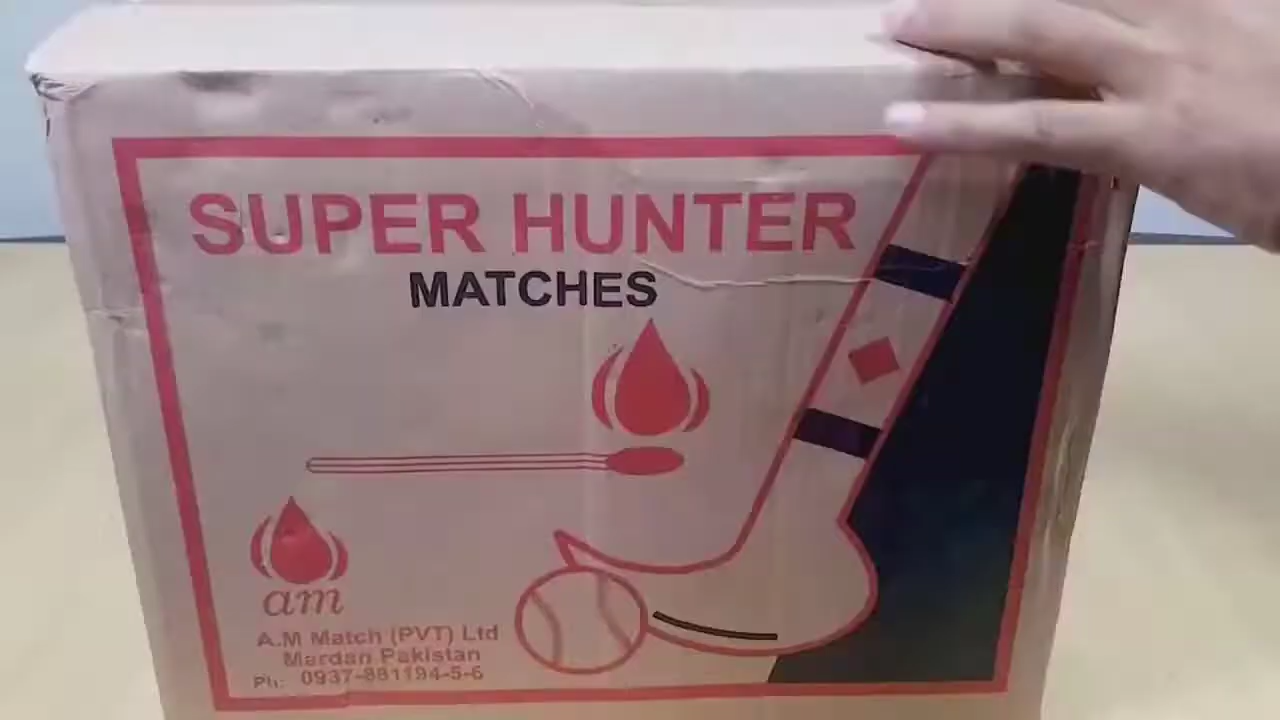 SUPER HUNTER
MATCHES
am
A.M Match (PVT) Ltd
Mardan Pakistan
Ph: 0937-881194-5-6